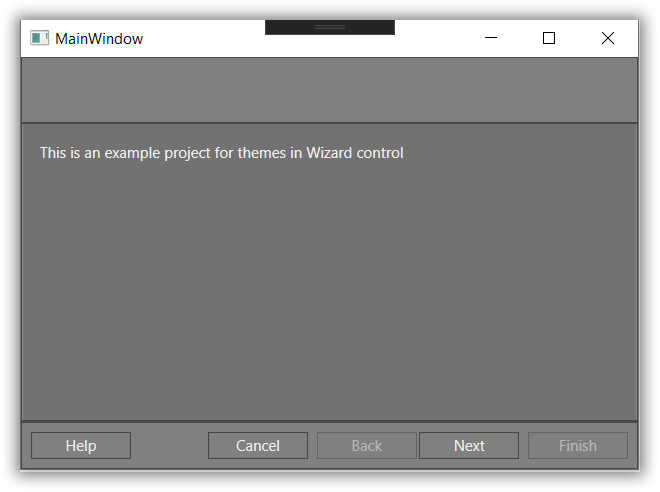 MainWindow
This is an example project for themes in Wizard control
Help Cancel Back Next Finish